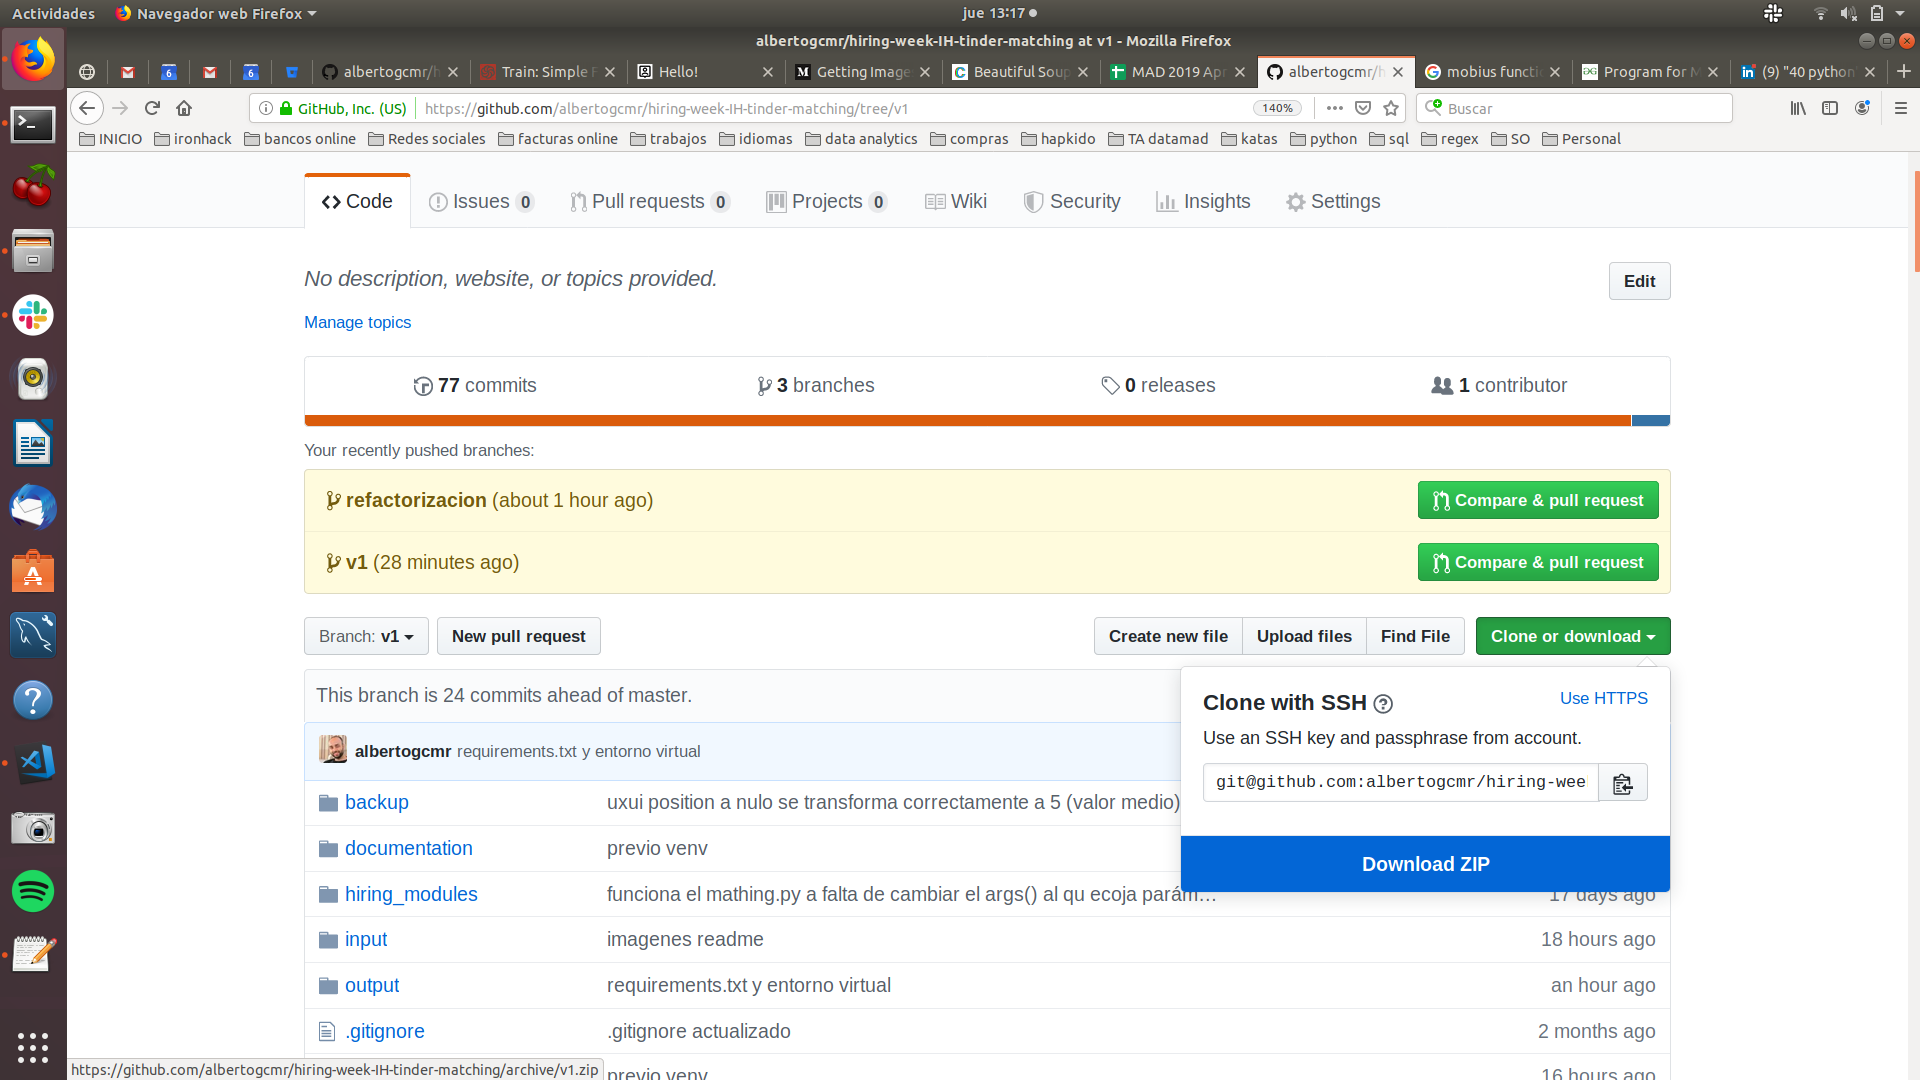 Actividades
Navegador web Firefox
jue 13:17
albertogcmr/hiring-week-IH-tinder-matching at v1 - Mozilla Firefox
albertogcmr/h
Train: Simple F
Hello!
Getting Image
Beautiful Soup
MAD 2019 Apr
albertogcmr/h
mobius functi
Program for M
(9) "40 python
GitHub, Inc. (US)
https://github.com/albertogcmr/hiring-week-IH-tinder-matching/tree/v1
140%
Buscar
INICIO
ironhack
bancos online
Redes sociales
facturas online
trabajos
idiomas
data analytics
compras
hapkido
TA datamad
katas
python
sql
regex
SO
Personal
Code
Issues 0
Pull requests 0
Projects 0
Wiki
Security
Insights
Settings
No description, website, or topics provided.
Edit
Manage topics
77 commits
3 branches
0 releases
1 contributor
Your recently pushed branches:
refactorizacion (about 1 hour ago)
Compare & pull request
v1 (28 minutes ago)
Compare & pull request
Branch: v1
New pull request
Create new file
Upload files
Find File
Clone or download
This branch is 24 commits ahead of master.
Clone with SSH
Use HTTPS
Use an SSH key and passphrase from account.
git@github.com:albertogcmr/hiring-wee
Download ZIP
albertogcmr requirements.txt y entorno virtual
backup
uxui position a nulo se transforma correctamente a 5 (valor medio)
documentation
previo venv
hiring_modules
funciona el mathing.py a falta de cambiar el args() al qu ecoja parám…
17 days ago
input
imagenes readme
18 hours ago
output
requirements.txt y entorno virtual
an hour ago
.gitignore
.gitignore actualizado
2 months ago
https://github.com/albertogcmr/hiring-week-IH-tinder-matching/archive/v1.zip
previo venv
16 hours ago